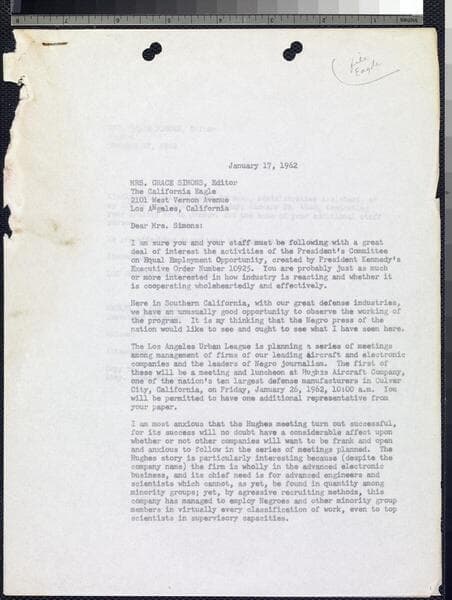 File
Eagle
January 17, 1962
MRS. GRACE SIMONS, Editor
The California Eagle
2101 West Vernon Avenue
Los Angeles, California
Dear Mrs. Simons:
I am sure you and your staff must be following with a great
deal of interest the activities of the President's Committee
on Equal Employment Opportunity, created by President Kennedy's
Executive Order Number 10925. You are probably just as much
or more interested in how industry is reacting and whether it
is cooperating wholeheartedly and effectively.
Here in Southern California, with our great defense industries,
we have an unusually good opportunity to observe the working of
the program. It is my thinking that the Negro press of the
nation would like to see and ought to see what I have seen here.
The Los Angeles Urban League is planning a series of meetings
among management of firms of our leading aircraft and electronic
companies and the leaders of Negro journalism. The first of
these will be a meeting and luncheon at Hughes Aircraft Company,
one of the nation's ten largest defense manufacturers in Culver
City, California, on Friday, January 26, 1962, 10:00 a.m. You
will be permitted to have one additional representative from
your paper.
I am most anxious that the Hughes meeting turn out successful,
for its success will no doubt have a considerable affect upon
whether or not other companies will want to be frank and open
and anxious to follow in the series of meetings planned. The
Hughes story is particularly interesting because (despite the
company name) the firm is wholly in the advanced electronic
business, and its chief need is for advanced engineers and
scientists which cannot, as yet, be found in quantity among
minority groups; yet, by agressive recruiting methods, this
company has managed to employ Negroes and other minority group
members in virtually every classification of work, even to top
scientists in supervisory capacities.